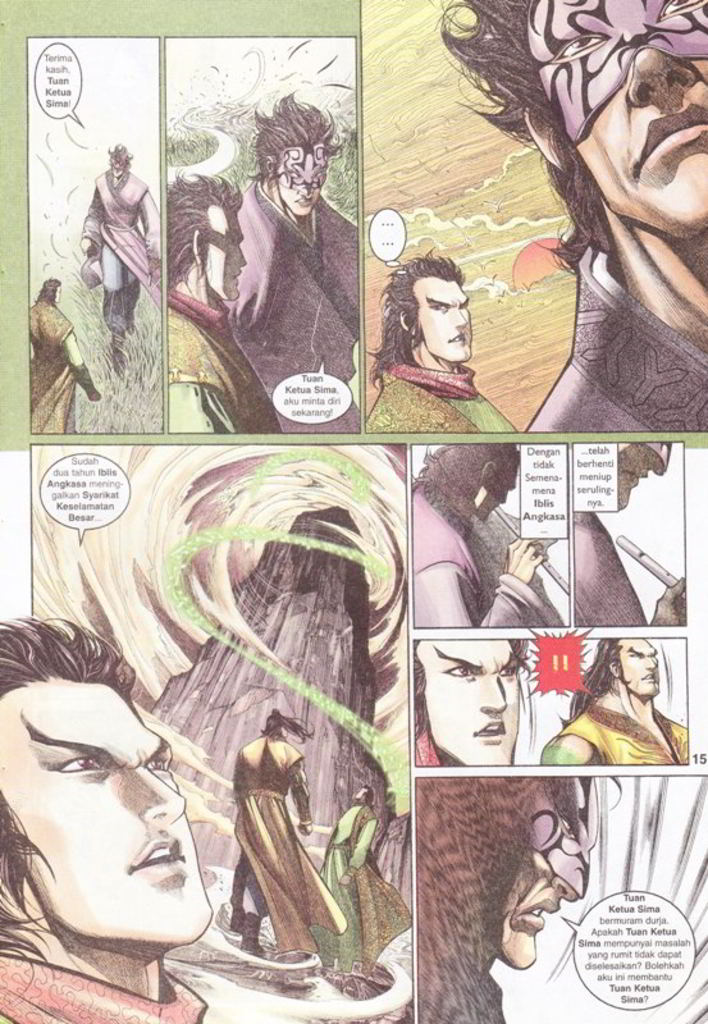 Terima
kasih,
Tuan
Ketua
Sima!
Tuan
Ketua Sima,
aku minta diri
sekarang!
...
...
Sudah
dua tahun Iblis
Angkasa mening-
galkan Syarikat
Keselamatan
Besar...
Dengan
tidak
Semena-
mena
Iblis
Angkasa
...
...telah
berhenti
meniup
seruling-
nya.
!!
15
Tuan
Ketua Sima
bermuram durja.
Apakah Tuan Ketua
Sima mempunyai masalah
yang rumit tidak dapat
diselesaikan? Bolehkah
aku ini membantu
Tuan Ketua
Sima?